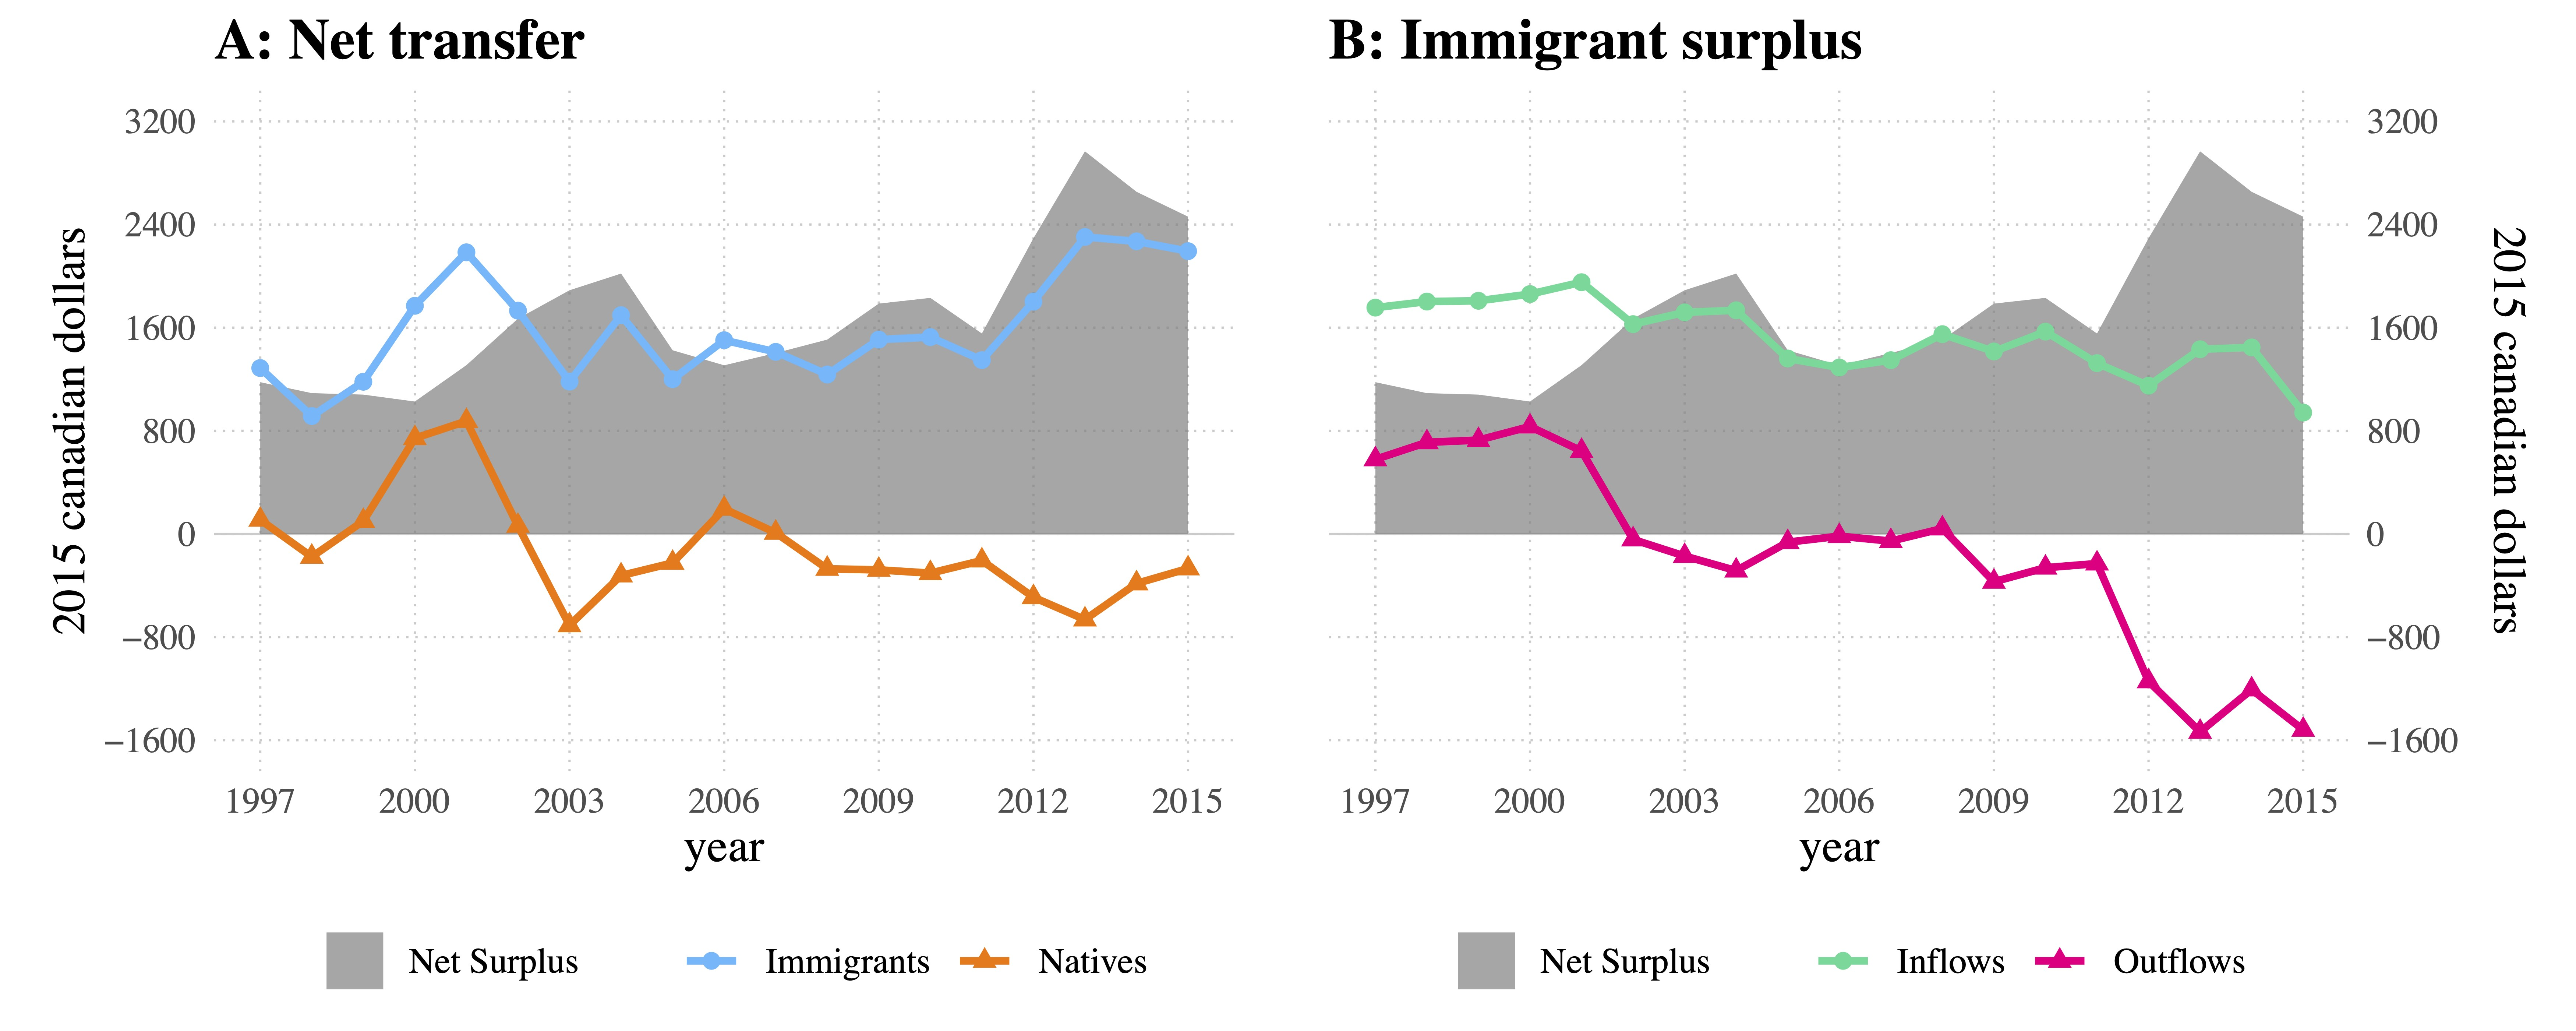 A: Net transfer
B: Immigrant surplus
2015 canadian dollars
3200
2400
1600
800
0
−800
−1600
1997 2000 2003 2006 2009 2012 2015
year
Net Surplus Immigrants Natives
3200
2400
1600
800
0
−800
−1600
2015 canadian dollars
1997 2000 2003 2006 2009 2012 2015
year
Net Surplus Inflows Outflows